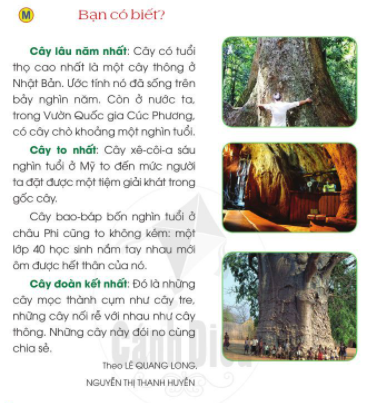 M
Bạn có biết?
Cây lâu năm nhất: Cây có tuổi
thọ cao nhất là một cây thông ở
Nhật Bản. Ước tính nó đã sống trên
bảy nghìn năm. Còn ở nước ta,
trong Vườn Quốc gia Cúc Phương,
có cây chò khoảng một nghìn tuổi.
Cây to nhất: Cây xê-côi-a sáu
nghìn tuổi ở Mỹ to đến mức người
ta đặt được một tiệm giải khát trong
gốc cây.
Cây bao-báp bốn nghìn tuổi ở
châu Phi cũng to không kém: một
lớp 40 học sinh nắm tay nhau mới
ôm được hết thân của nó.
Cây đoàn kết nhất: Đó là những
cây mọc thành cụm như cây tre,
những cây nối rễ với nhau như cây
thông. Những cây này đói no cùng
chia sẻ.
Theo LÊ QUANG LONG,
NGUYỄN THỊ THANH HUYỀN
Cánh Diều